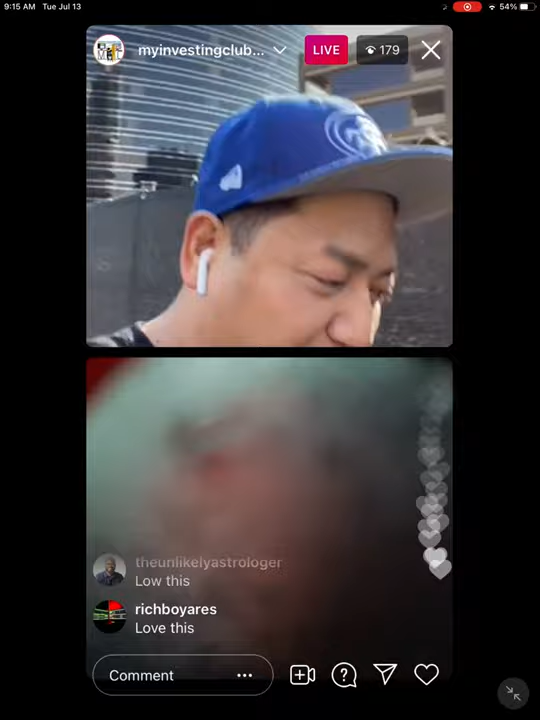 9:15 AM Tue Jul 13
54%
myinvestingclub...
LIVE
179
theunlikelyastrologer
Low this
richboyares
Love this
Comment